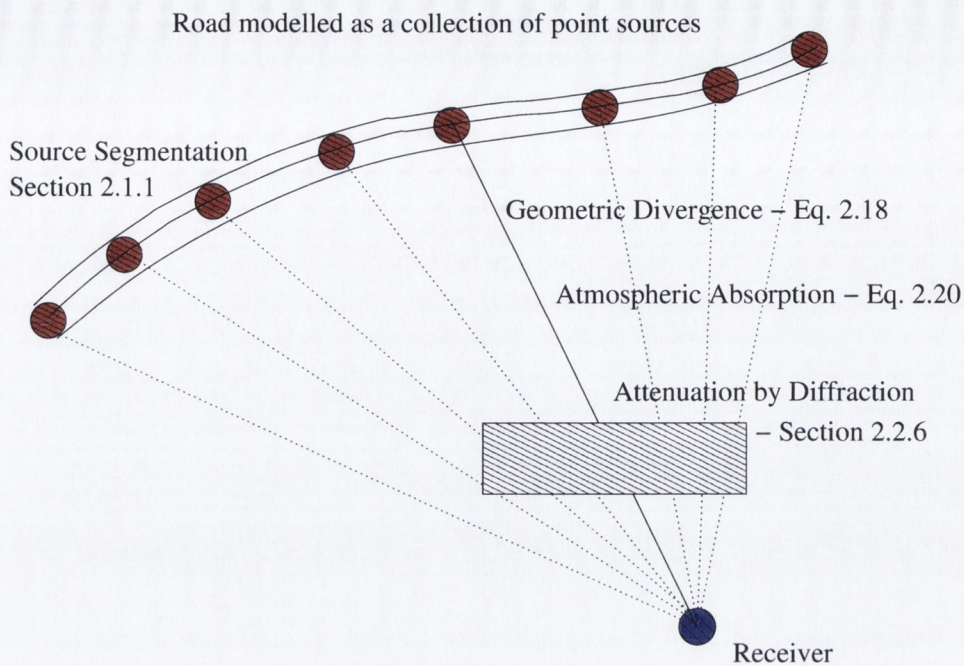 Road modelled as a collection of point sources
Source Segmentation
Section 2.1.1
Geometric Divergence – Eq. 2.18
Atmospheric Absorption – Eq. 2.20
Attenuation by Diffraction
– Section 2.2.6
Receiver